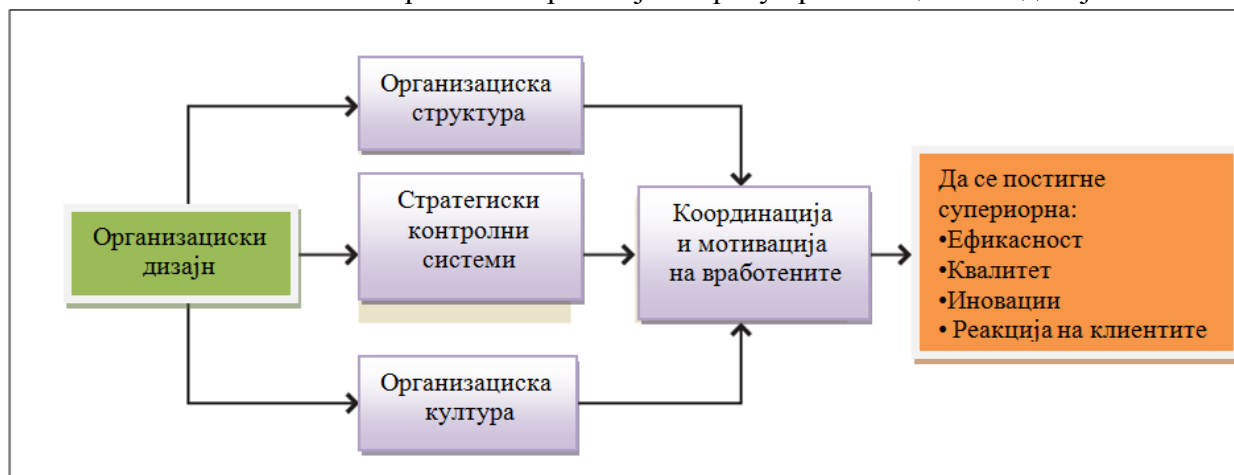 Организациска
структура
Организациски
дизајн
Стратегиски
контролни
системи
Организациска
култура
Координација
и мотивација
на вработените
Да се постигне
супериорна:
•Ефикасност
•Квалитет
•Иновации
• Реакција на клиентите